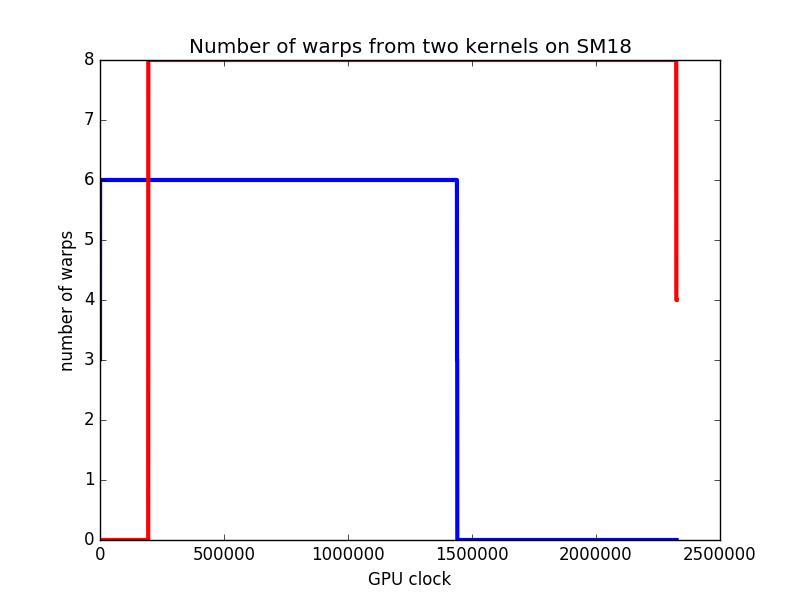 Number of warps from two kernels on SM18
8
7
6
5
4
3
2
1
0
number of warps
0 500000 1000000 1500000 2000000 2500000
GPU clock